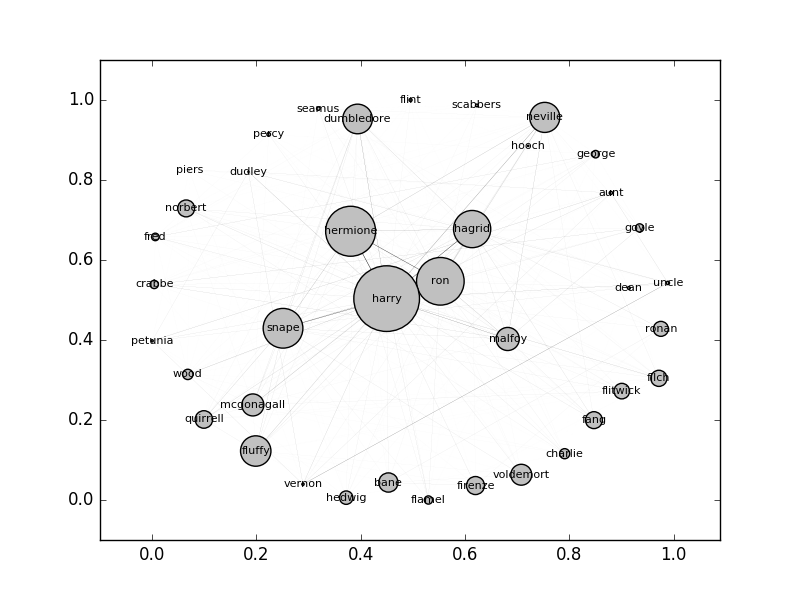 1.0
0.8
0.6
0.4
0.2
0.0
flint
scabbers
seamus
dumbledore
neville
percy
hooch
george
piers
dudley
aunt
norbert
goyle
fred
hermione
hagrid
crabbe
ron
uncle
dean
harry
snape
ronan
petunia
malfoy
wood
filch
flitwick
mcgonagall
quirrell
fang
fluffy
charlie
voldemort
vernon
bane
firenze
hedwig
flamel
0.0 0.2 0.4 0.6 0.8 1.0